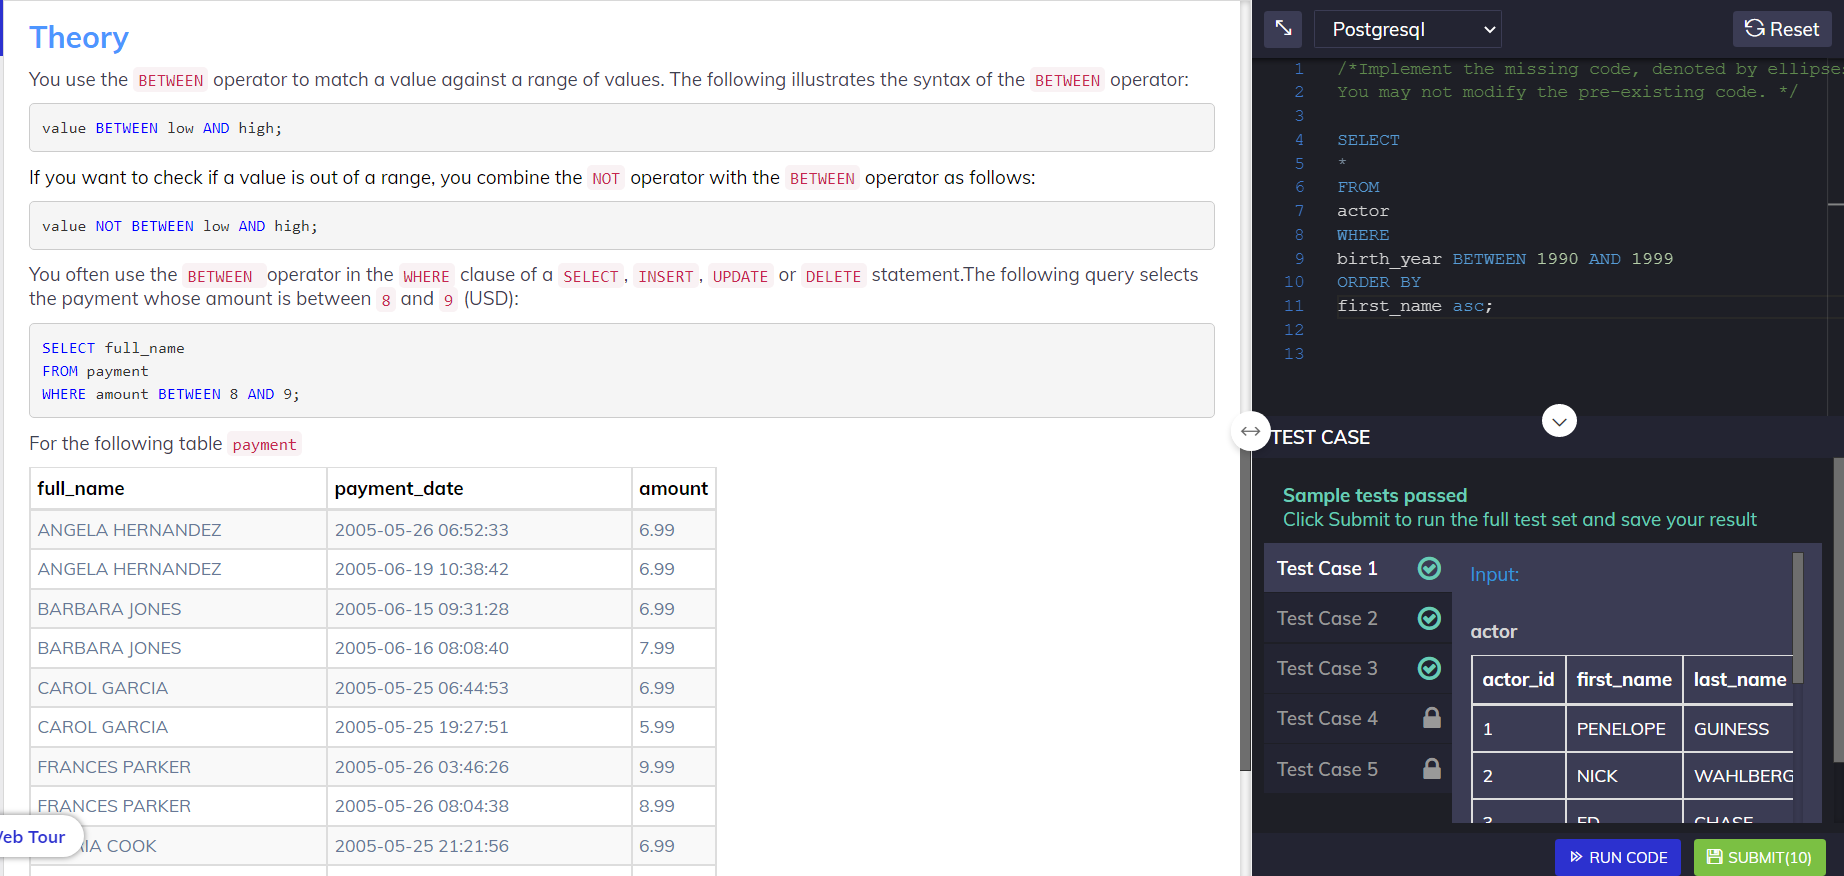 Theory
You use the BETWEEN operator to match a value against a range of values. The following illustrates the syntax of the BETWEEN operator:
value BETWEEN low AND high;
If you want to check if a value is out of a range, you combine the NOT operator with the BETWEEN operator as follows:
value NOT BETWEEN low AND high;
You often use the BETWEEN operator in the WHERE clause of a SELECT, INSERT, UPDATE or DELETE statement.The following query selects
the payment whose amount is between 8 and 9 (USD):
SELECT full_name
FROM payment
WHERE amount BETWEEN 8 AND 9;
For the following table payment
full_name payment_date amount
ANGELA HERNANDEZ 2005-05-26 06:52:33 6.99
ANGELA HERNANDEZ 2005-06-19 10:38:42 6.99
BARBARA JONES 2005-06-15 09:31:28 6.99
BARBARA JONES 2005-06-16 08:08:40 7.99
CAROL GARCIA 2005-05-25 06:44:53 6.99
CAROL GARCIA 2005-05-25 19:27:51 5.99
FRANCES PARKER 2005-05-26 03:46:26 9.99
FRANCES PARKER 2005-05-26 08:04:38 8.99
COOK 2005-05-25 21:21:56 6.99
Tour
Postgresql
Reset
1 /*Implement the missing code, denoted by
2 You may not modify the pre-existing code. */
3
4 SELECT
5 *
6 FROM
7 actor
8 WHERE
9 birth_year BETWEEN 1990 AND 1999
10 ORDER BY
11 first_name asc;
12
13
TEST CASE
Sample tests passed
Click Submit to run the full test set and save your result
Test Case 1
Test Case 2
Test Case 3
Test Case 4
Test Case 5
Input:
actor
actor_id first_name last_name
1 PENELOPE GUINESS
2 NICK WAHLBERG
3 ED CHASE
RUN CODE
SUBMIT(10)